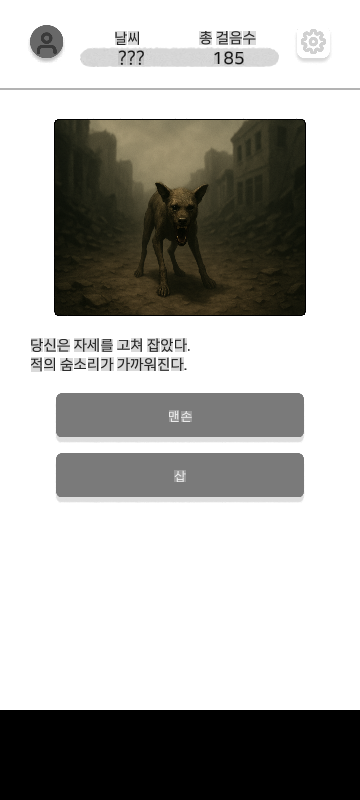 날씨
총 걸음수
???
185
당신은 자세를 고쳐 잡았다.
적의 숨소리가 가까워진다.
맨손
삽